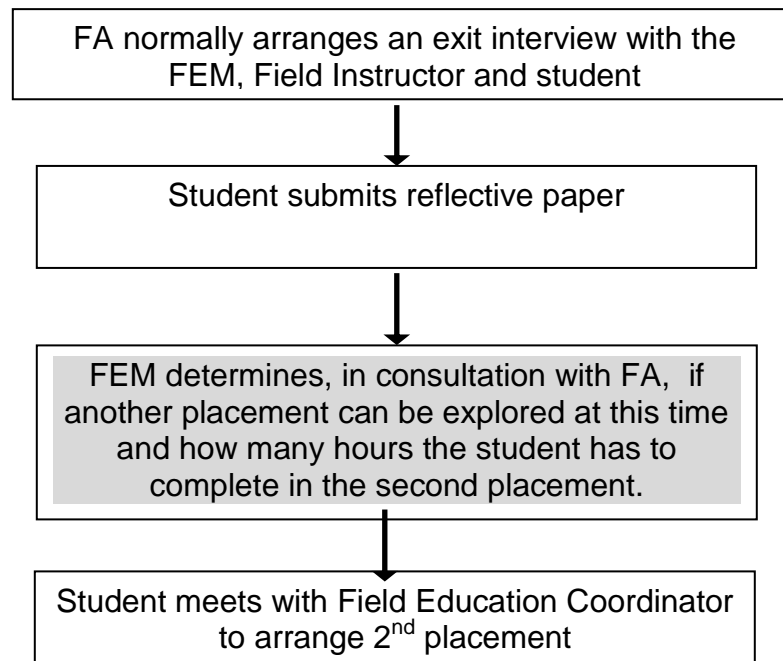 FA normally arranges an exit interview with the
FEM, Field Instructor and student
Student submits reflective paper
FEM determines, in consultation with FA,  if
another placement can be explored at this time
and how many hours the student has to
complete in the second placement.
Student meets with Field Education Coordinator
to arrange 2nd placement